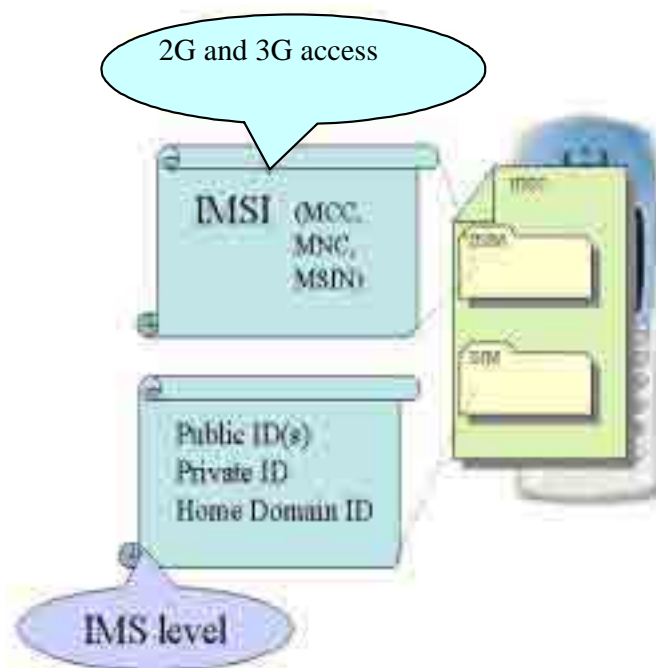 2G and 3G access
IMSI (MCC,
MNC,
MSIN)
Public ID(s)
Private ID
Home Domain ID
IMS level